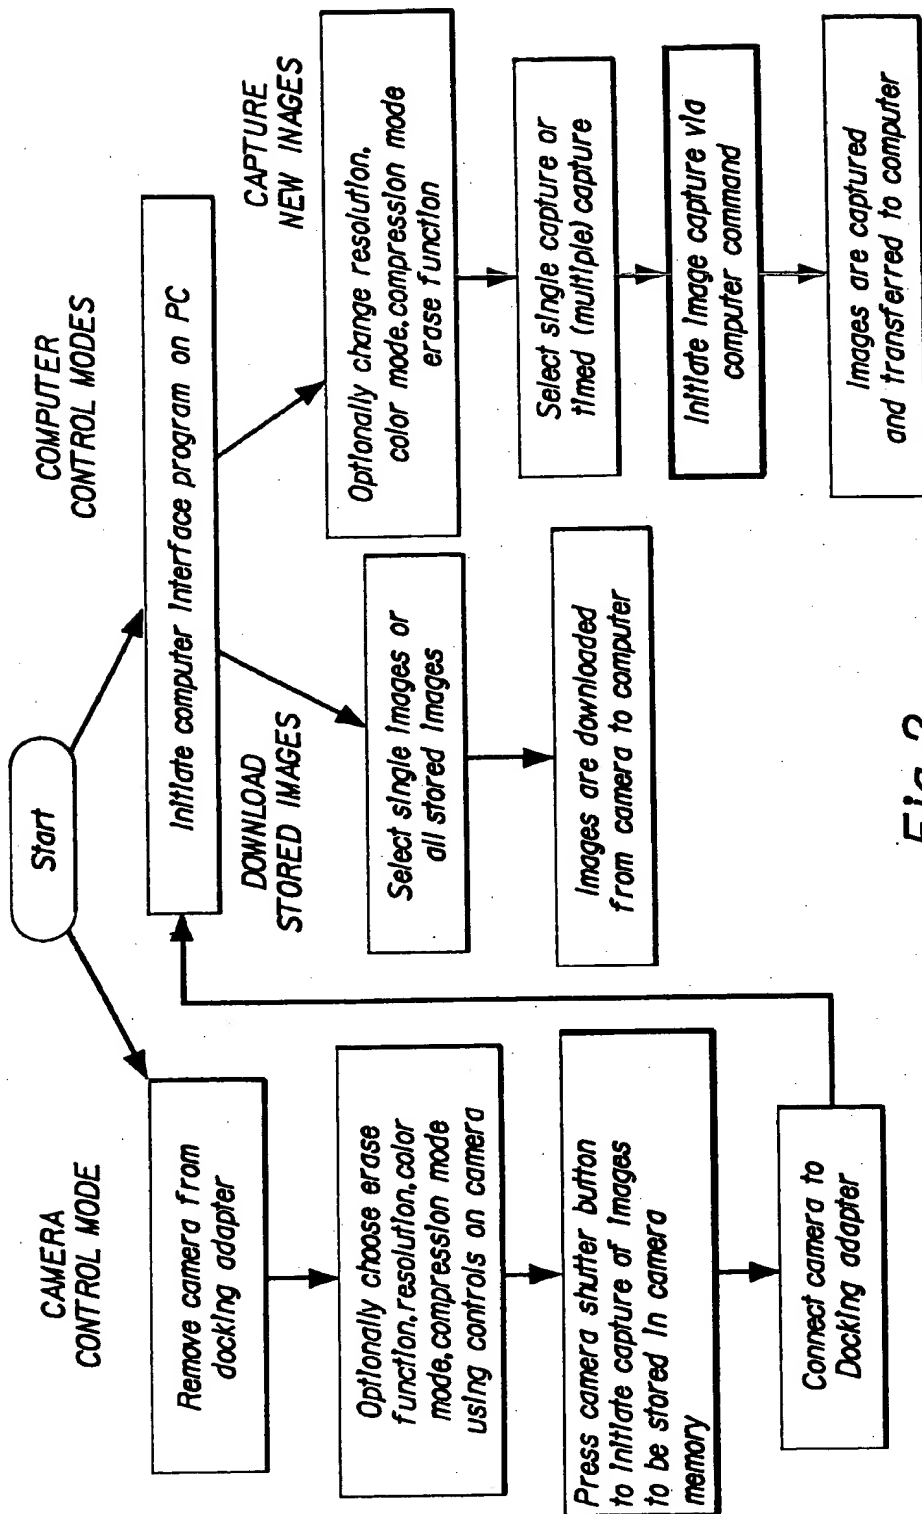 Start
CAMERA
CONTROL MODE
Remove camera from
docking adapter
Optionally choose erase
function,resolution,color
mode,compression mode
using controls on camera
Press camera shutter button
to initiate capture of images
to be stored in camera
memory
Connect camera to
Docking adapter
COMPUTER
CONTROL MODES
Initiate computer interface program on PC
DOWNLOAD
STORED IMAGES
Select single images or
all stored images
Images are downloaded
from camera to computer
CAPTURE
NEW INAGES
Optionally change resolution,
color mode,compression mode
erase function
Select single capture or
timed (multiple) capture
Initiate image capture via
computer command
Images are captured
and transferred to computer